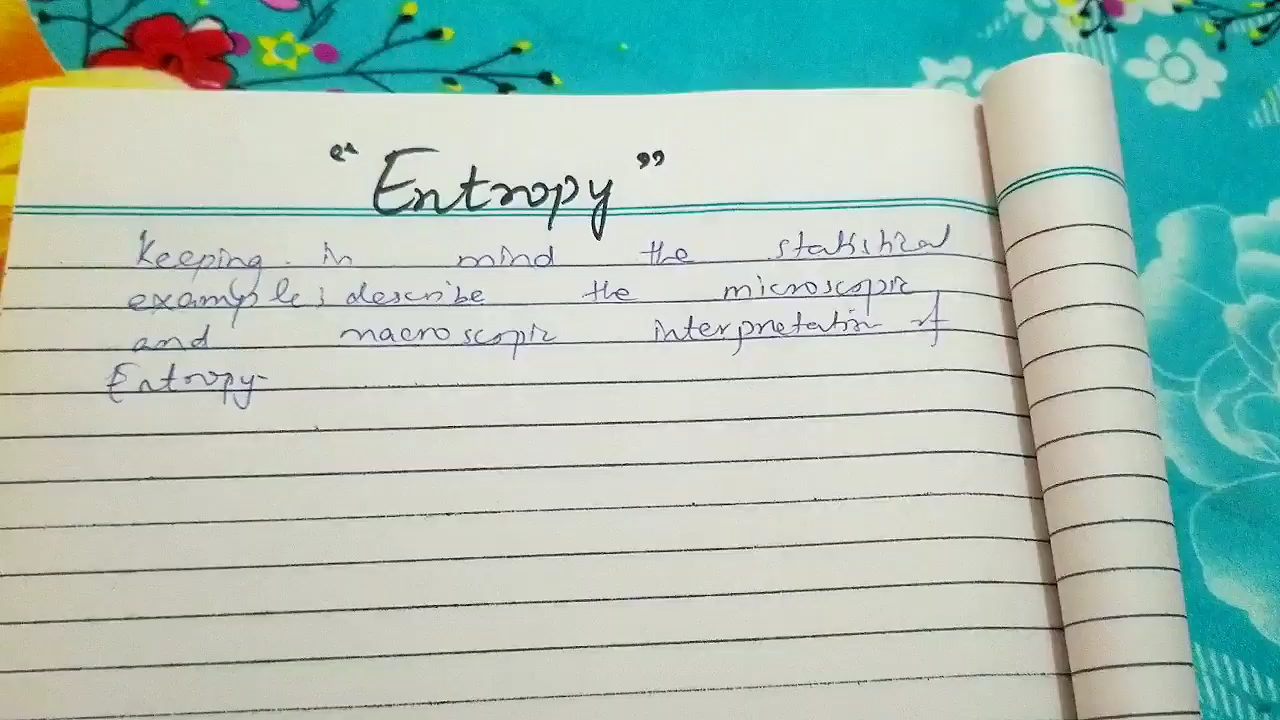 "Entropy"
Keeping in mind the statistical
example; describe the microscopic
and macroscopic interpretation of
Entropy.